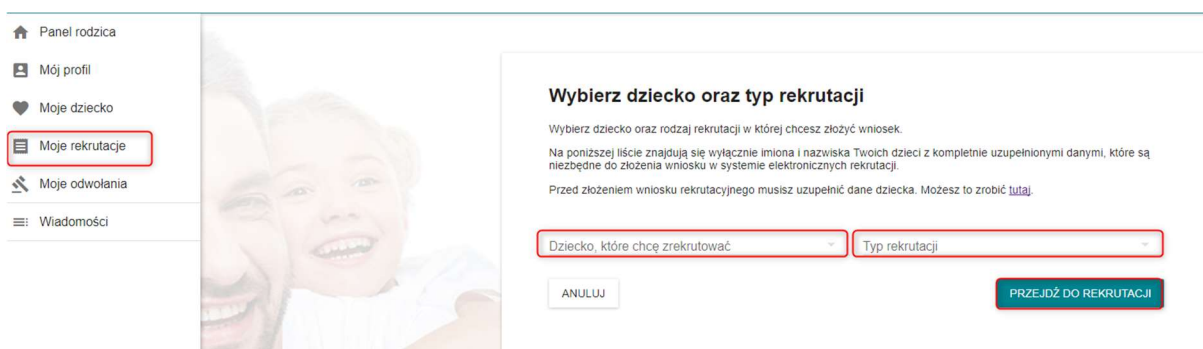 Panel rodzica
Mój profil
Moje dziecko
Moje rekrutacje
Moje odwołania
Wiadomości
Wybierz dziecko oraz typ rekrutacji
Wybierz dziecko oraz rodzaj rekrutacji w której chcesz złożyć wniosek.
Na poniższej liście znajdują się wyłącznie imiona i nazwiska Twoich dzieci z kompletnie uzupełnionymi danymi, które są
niezbędne do złożenia wniosku w systemie elektronicznych rekrutacji.
Przed złożeniem wniosku rekrutacyjnego musisz uzupełnić dane dziecka. Możesz to zrobić tutaj.
Dziecko, które chcę zrekrutować
Typ rekrutacji
ANULUJ
PRZEJDŹ DO REKRUTACJI